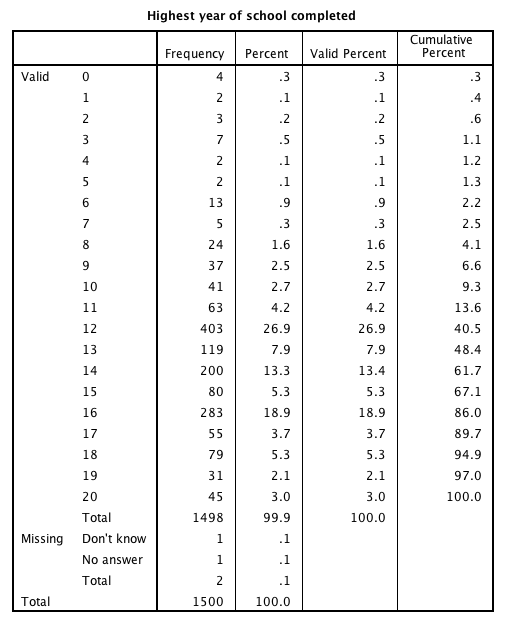 Highest year of school completed
Frequency Percent Valid Percent Cumulative Percent
Valid 0 4 .3 .3 .3
1 2 .1 .1 .4
2 3 .2 .2 .6
3 7 .5 .5 1.1
4 2 .1 .1 1.2
5 2 .1 .1 1.3
6 13 .9 .9 2.2
7 5 .3 .3 2.5
8 24 1.6 1.6 4.1
9 37 2.5 2.5 6.6
10 41 2.7 2.7 9.3
11 63 4.2 4.2 13.6
12 403 26.9 26.9 40.5
13 119 7.9 7.9 48.4
14 200 13.3 13.4 61.7
15 80 5.3 5.3 67.1
16 283 18.9 18.9 86.0
17 55 3.7 3.7 89.7
18 79 5.3 5.3 94.9
19 31 2.1 2.1 97.0
20 45 3.0 3.0 100.0
Total 1498 99.9 100.0
Missing Don't know 1 .1
No answer 1 .1
Total 2 .1
Total 1500 100.0